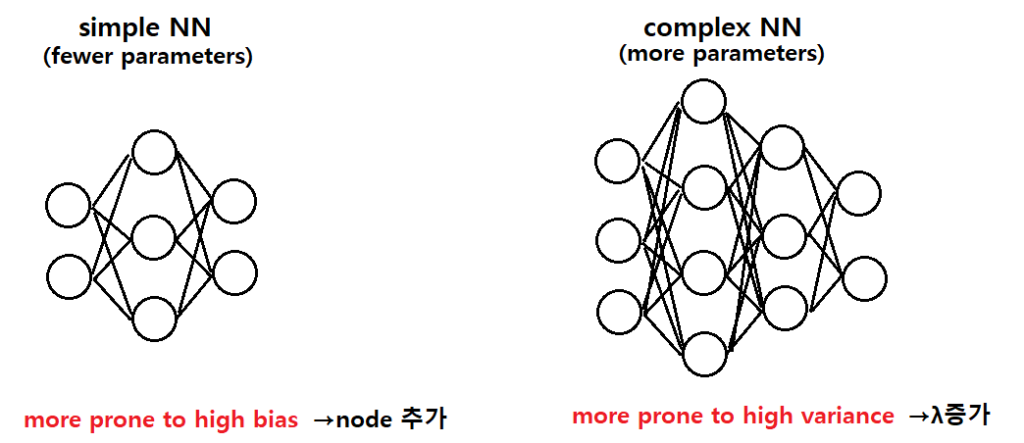 simple NN
(fewer parameters)
complex NN
(more parameters)
more prone to high bias →node 추가
more prone to high variance →λ증가